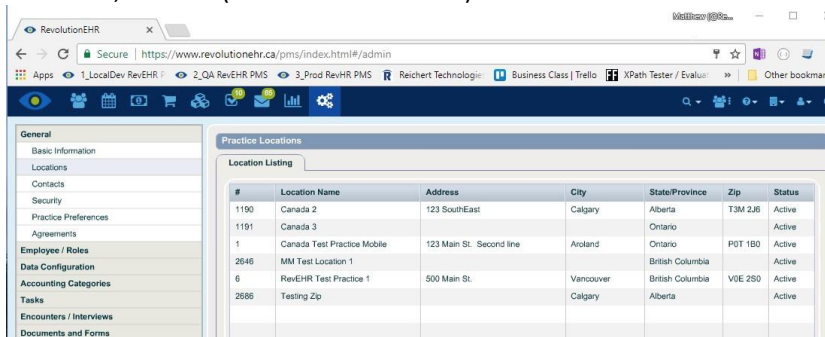 Matthew (@Re...
RevolutionEHR
Secure | https://www.revolutionehr.ca/pms/index.html#/admin
Apps 1_LocalDev RevEHR P 2_QA RevEHR PMS 3_Prod RevHR PMS Reichert Technologie Business Class | Trello XPath Tester / Evaluat » Other bookmar
10 65
General
Basic Information
Locations
Contacts
Security
Practice Preferences
Agreements
Employee / Roles
Data Configuration
Accounting Categories
Tasks
Encounters / Interviews
Documents and Forms
Practice Locations
Location Listing
# Location Name Address City State/Province Zip Status
1190 Canada 2 123 SouthEast Calgary Alberta T3M 2J6 Active
1191 Canada 3 Ontario Active
1 Canada Test Practice Mobile 123 Main St. Second line Aroland Ontario P0T 1B0 Active
2646 MM Test Location 1 British Columbia Active
6 RevEHR Test Practice 1 500 Main St. Vancouver British Columbia V0E 2S0 Active
2686 Testing Zip Calgary Alberta Active